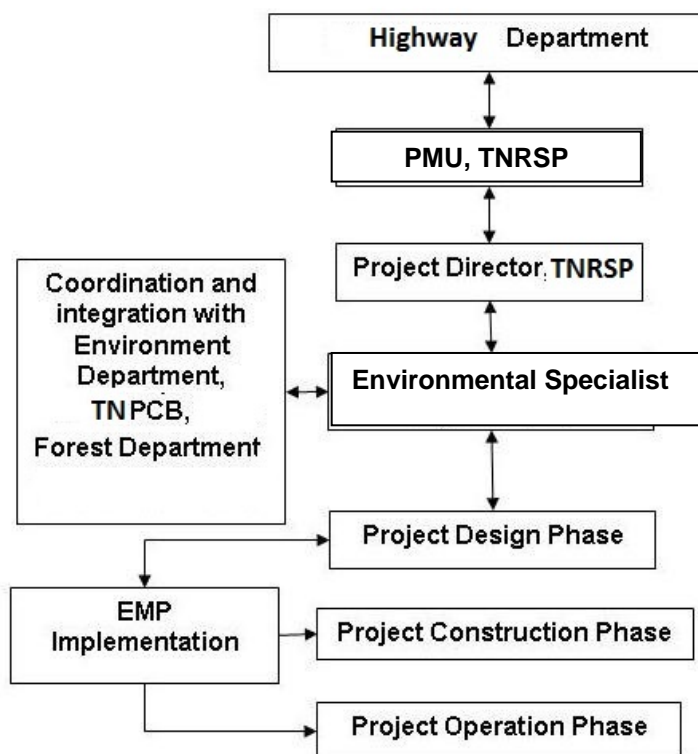 Highway Department
PMU, TNRSP
Project Director, TNRSP
Coordination and
integration with
Environment
Department,
TNPCB,
Forest Department
Environmental Specialist
Project Design Phase
EMP
Implementation
Project Construction Phase
Project Operation Phase